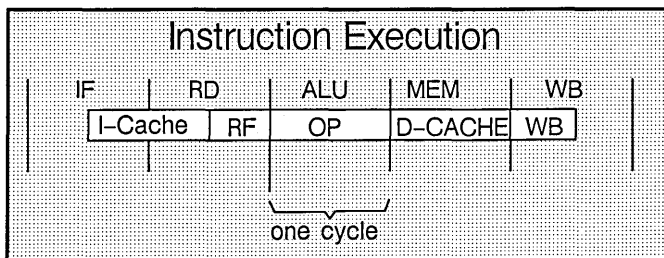 Instruction Execution
IF RD ALU MEM WB
I-Cache RF OP D-CACHE WB
one cycle